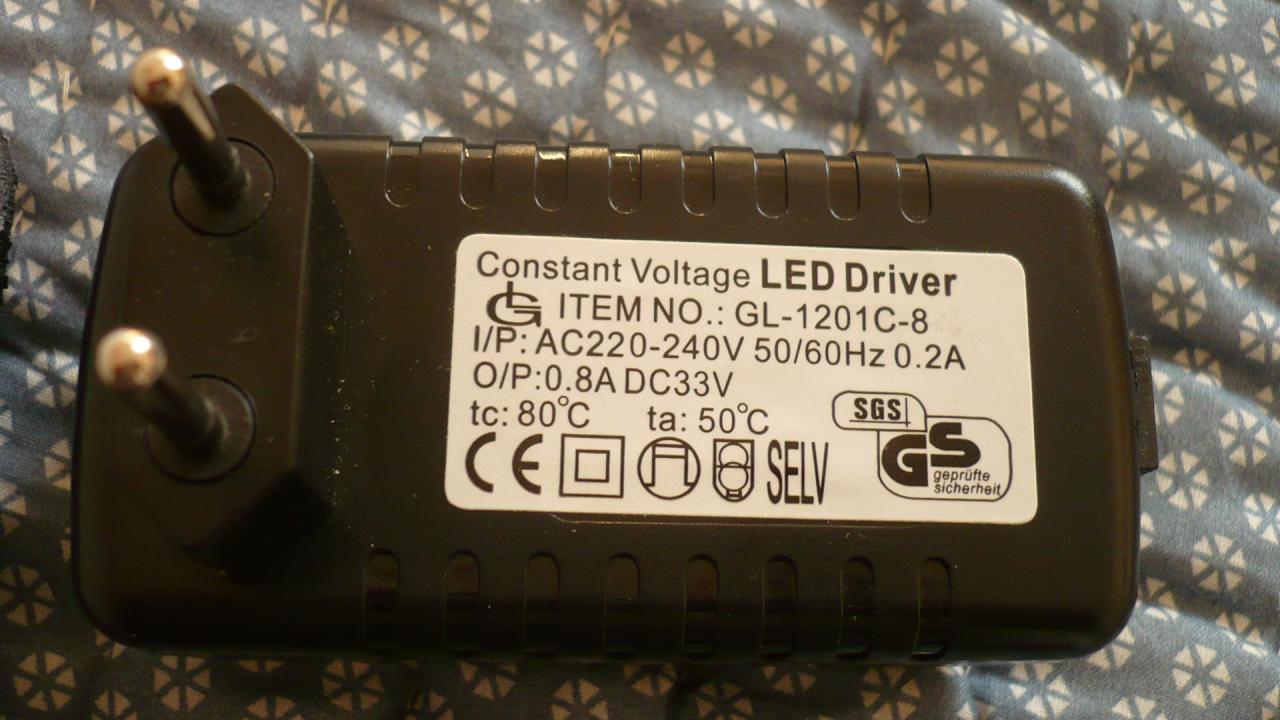 Constant Voltage LED Driver
ITEM NO.: GL-1201C-8
I/P: AC220-240V 50/60Hz 0.2A
O/P:0.8A DC33V
tc: 80℃ ta: 50℃
SGS
CE SELV
GS
geprüfte
sicherheit